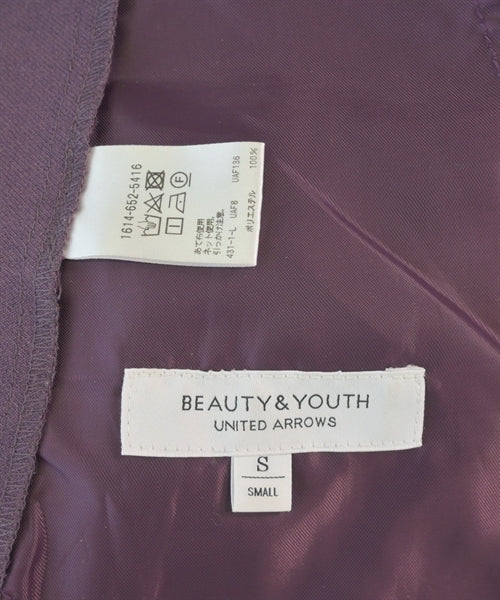 1614-652-5416
あて布使用
ネット使用。
引っかけ注意。
431-1-L UAF8 UAF136
ポリエステル 100%
BEAUTY&YOUTH
UNITED ARROWS
S
SMALL